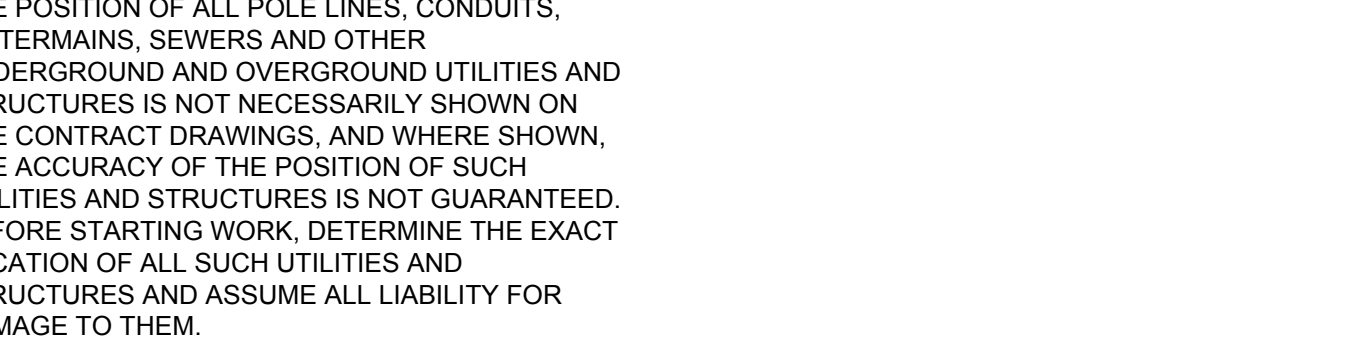 E POSITION OF ALL POLE LINES, CONDUITS,
TERMAINS, SEWERS AND OTHER
DERGROUND AND OVERGROUND UTILITIES AND
RUCTURES IS NOT NECESSARILY SHOWN ON
E CONTRACT DRAWINGS, AND WHERE SHOWN,
E ACCURACY OF THE POSITION OF SUCH
LITIES AND STRUCTURES IS NOT GUARANTEED.
FORE STARTING WORK, DETERMINE THE EXACT
CATION OF ALL SUCH UTILITIES AND
RUCTURES AND ASSUME ALL LIABILITY FOR
MAGE TO THEM.